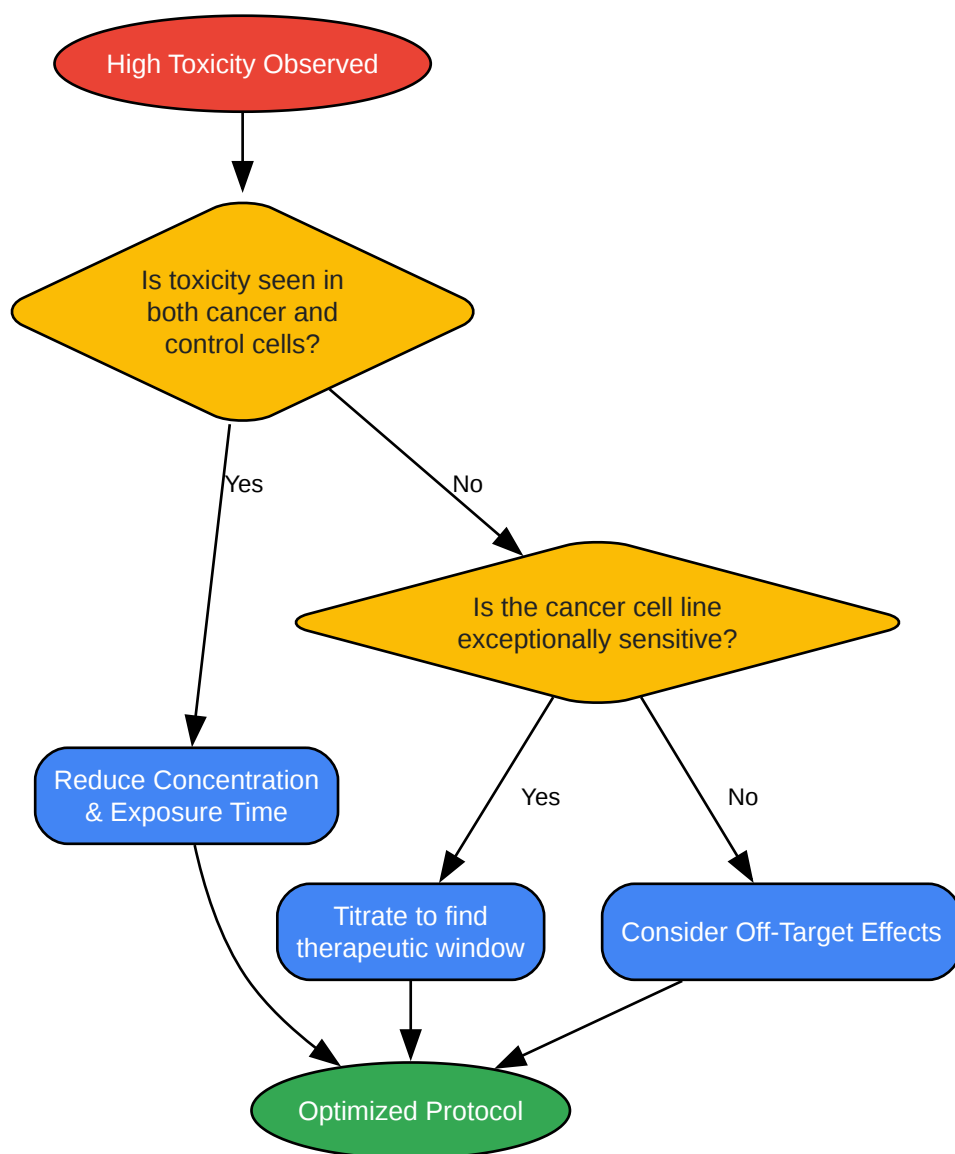 High Toxicity Observed
Is toxicity seen in
both cancer and
control cells?
Yes
No
Is the cancer cell line
exceptionally sensitive?
Reduce Concentration
& Exposure Time
Yes
No
Titrate to find
therapeutic window
Consider Off-Target Effects
Optimized Protocol